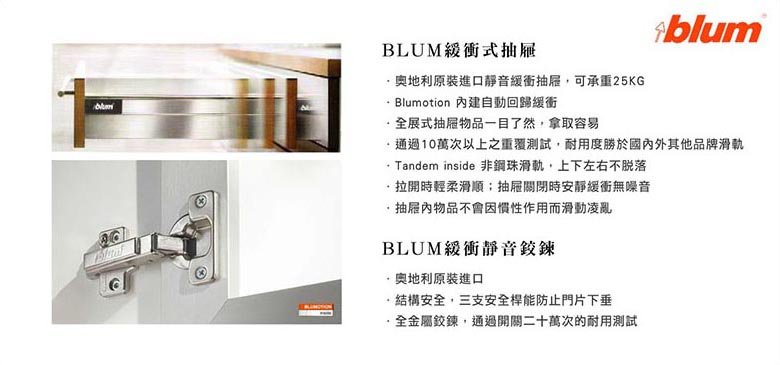 blum
BLUM緩衝式抽屜
·奧地利原裝進口靜音緩衝抽屜，可承重25KG
·Blumotion 內建自動回歸緩衝
·全展式抽屜物品一目了然，拿取容易
·通過10萬次以上之重覆測試，耐用度勝於國內外其他品牌滑軌
·Tandem inside 非鋼珠滑軌，上下左右不脱落
·拉開時輕柔滑順；抽屜關閉時安靜緩衝無噪音
·抽屜內物品不會因慣性作用而滑動凌亂
BLUM緩衝靜音鉸鍊
·奧地利原裝進口
·結構安全，三支安全桿能防止門片下垂
·全金屬鉸鍊，通過開關二十萬次的耐用測試
blum
blum
blum
BLUMOTION
inside